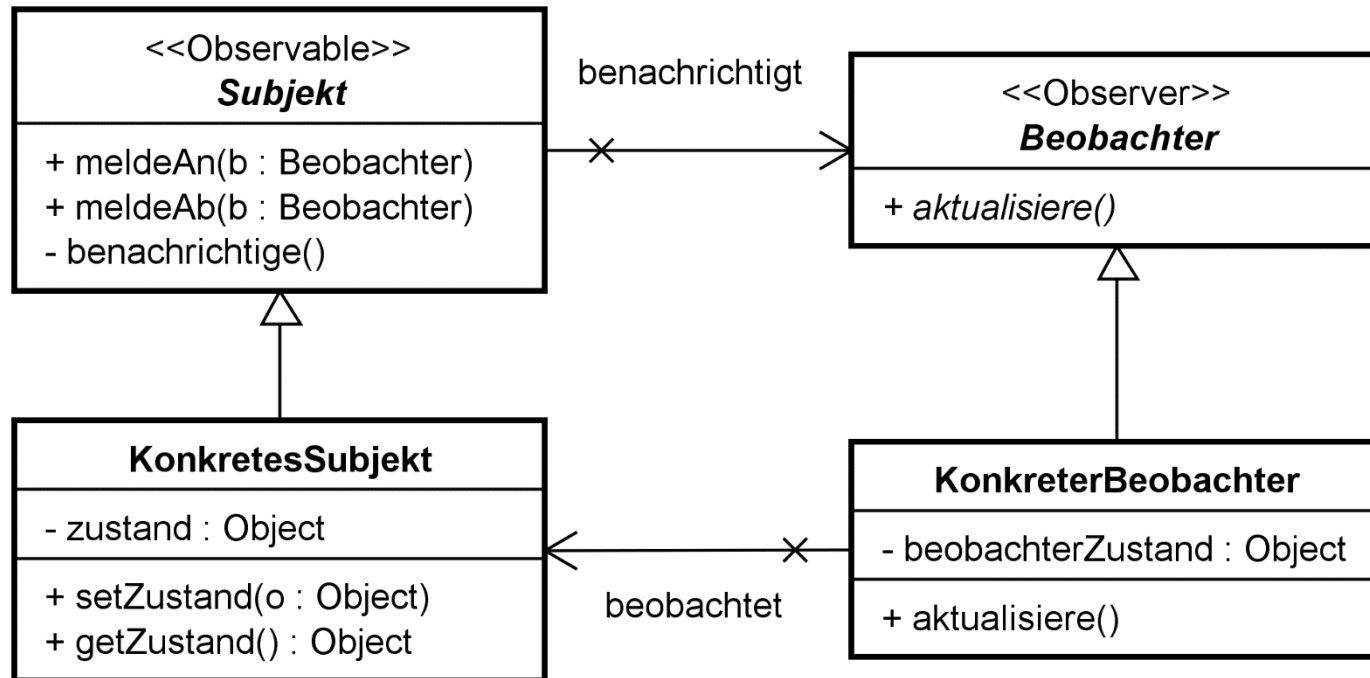 <<Observable>>
Subjekt
+ meldeAn(b : Beobachter)
+ meldeAb(b : Beobachter)
- benachrichtige()
benachrichtigt
<<Observer>>
Beobachter
+ aktualisiere()
KonkretesSubjekt
- zustand : Object
+ setZustand(o : Object)
+ getZustand() : Object
beobachtet
KonkreterBeobachter
- beobachterZustand : Object
+ aktualisiere()